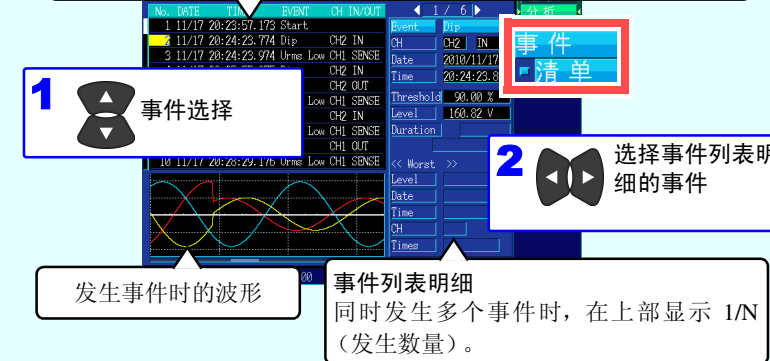 No. DATE TIM EVENT CH IN/OUT
1 11/17 20:23:57.173 Start
2 11/17 20:24:23.774 Dip CH2 IN
3 11/17 20:24:23.974 Urms Low CH1 SENSE
CH2 IN
CH2 OUT
Low CH1 SENSE
CH2 IN
Low CH1 SENSE
CH1 OUT
10 11/17 20:28:29.176 Urms Low CH1 SENSE
1 / 6
Event Dip
CH CH2 IN
Date 2010/11/17
Time 20:24:23.8
Threshold 90.00 %
Level 160.82 V
Duration
<< Worst >>
Level
Date
Time
CH
Times
分析
事件
清单
1
事件选择
2
选择事件列表明
细的事件
发生事件时的波形
00
事件列表明细
同时发生多个事件时，在上部显示 1/N
（发生数量）。